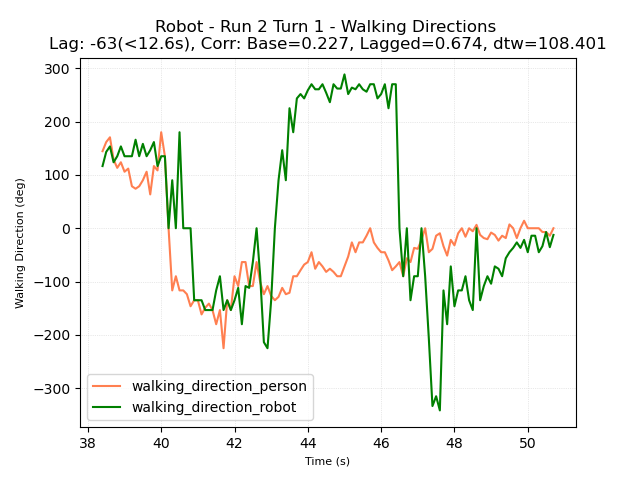 Robot - Run 2 Turn 1 - Walking Directions
Lag: -63(<12.6s), Corr: Base=0.227, Lagged=0.674, dtw=108.401
300
200
100
0
−100
−200
−300
Walking Direction (deg)
walking_direction_person
walking_direction_robot
38 40 42 44 46 48 50
Time (s)